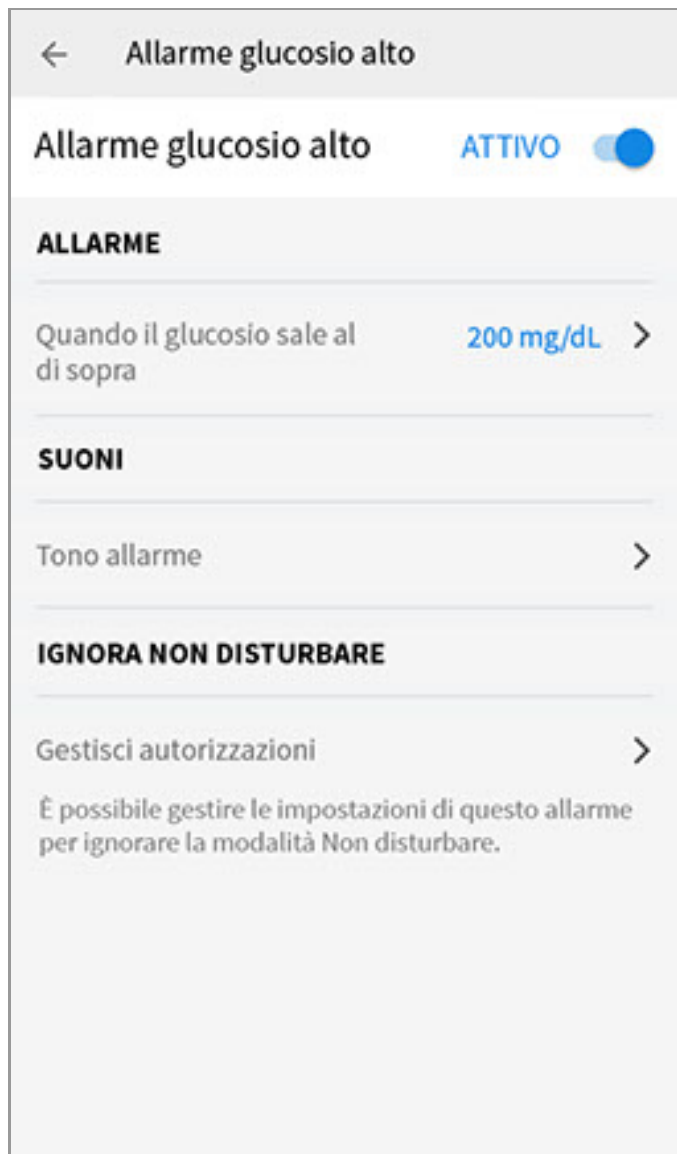 Allarme glucosio alto
Allarme glucosio alto ATTIVO
ALLARME
Quando il glucosio sale al
di sopra
200 mg/dL
SUONI
Tono allarme
IGNORA NON DISTURBARE
Gestisci autorizzazioni
È possibile gestire le impostazioni di questo allarme
per ignorare la modalità Non disturbare.